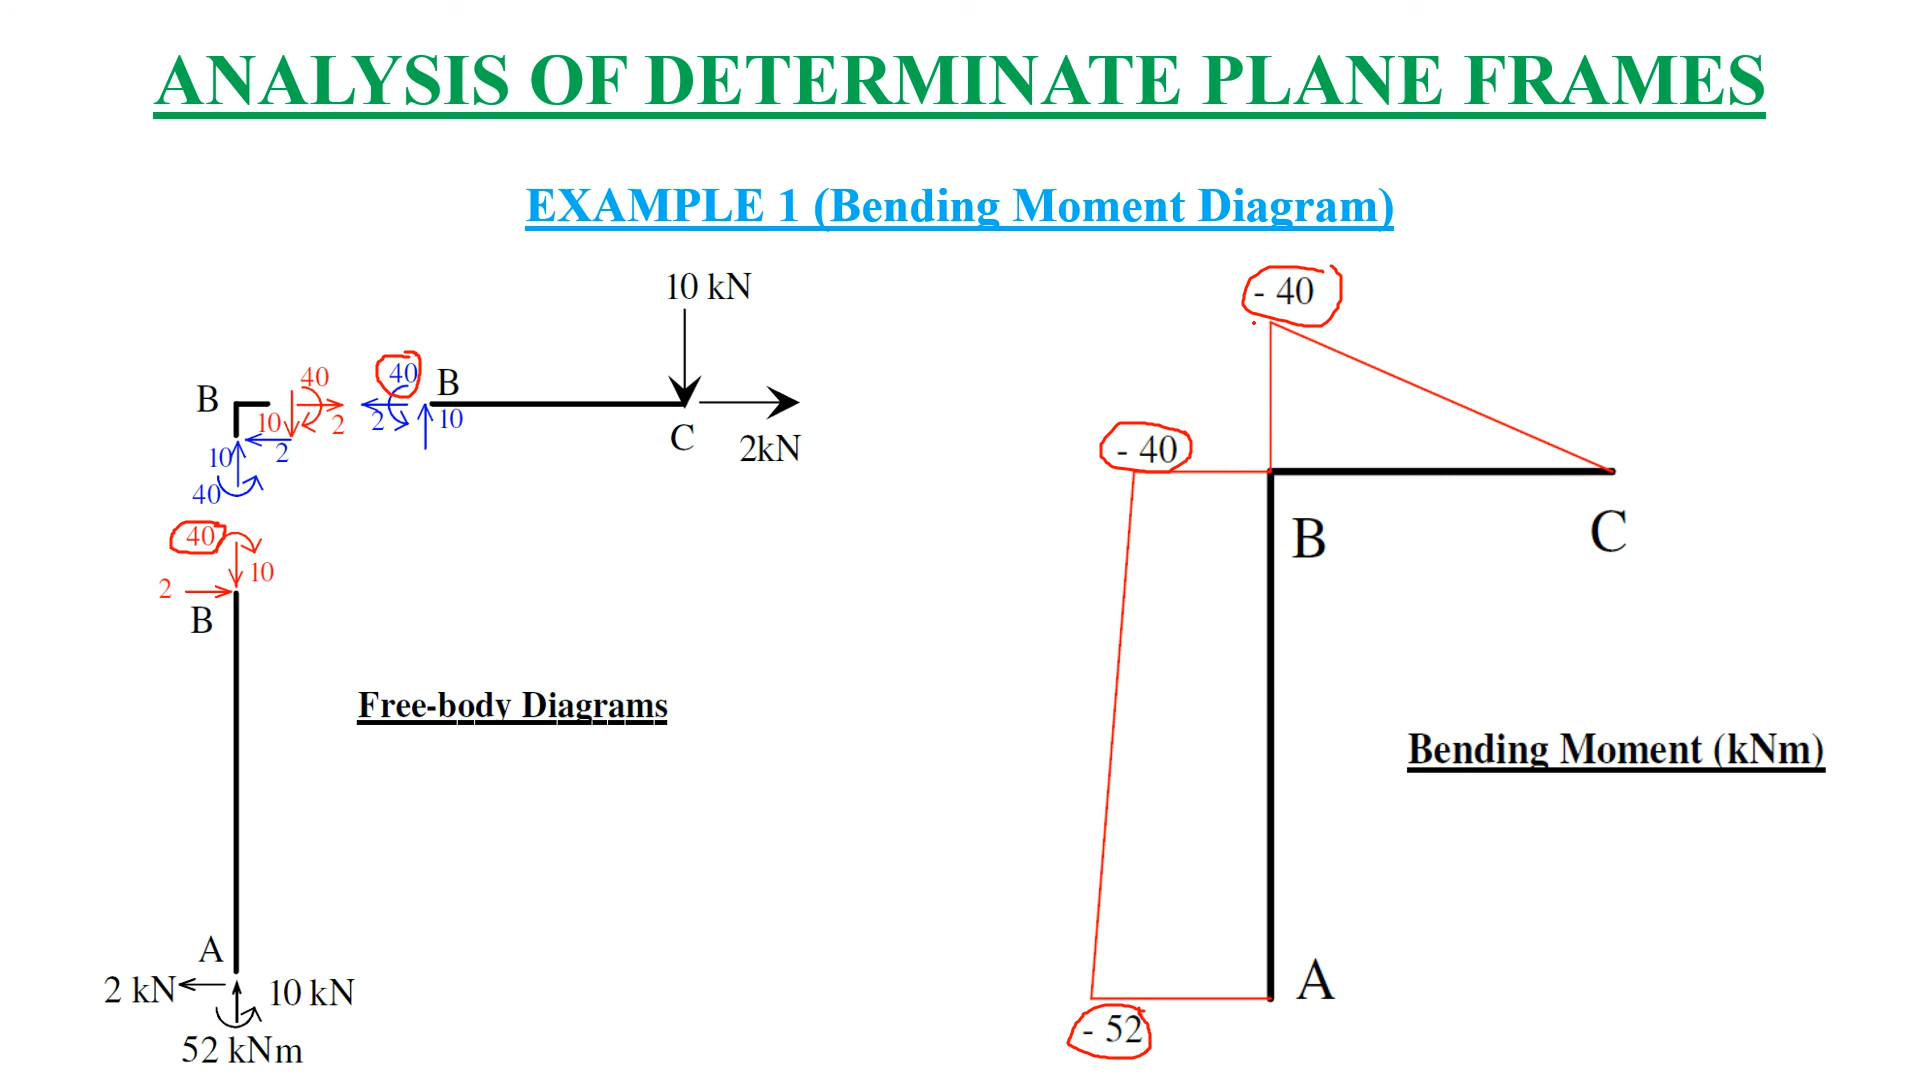 ANALYSIS OF DETERMINATE PLANE FRAMES
EXAMPLE 1 (Bending Moment Diagram)
10 kN
- 40
B
40
40
B
10
2
2
10
C
2kN
- 40
10
2
40
B
C
40
10
2
B
Free-body Diagrams
Bending Moment (kNm)
A
2 kN
10 kN
52 kNm
A
- 52